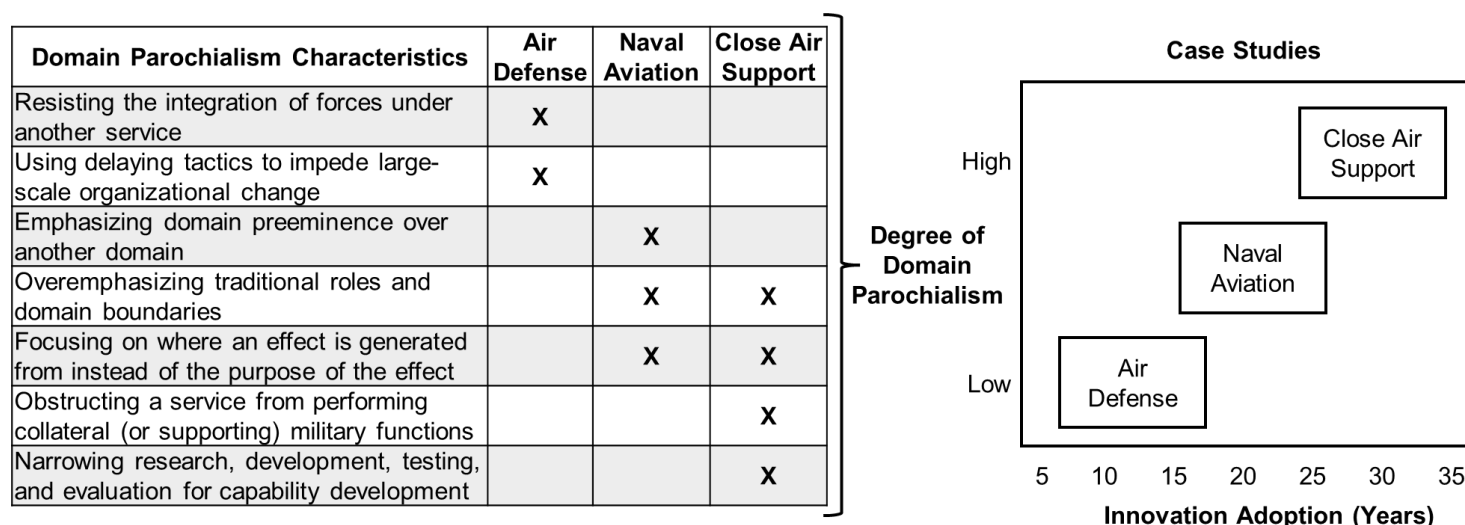 Domain Parochialism Characteristics
Air
Defense
Naval
Aviation
Close Air
Support
Resisting the integration of forces under
another service
X
Using delaying tactics to impede large-
scale organizational change
X
Emphasizing domain preeminence over
another domain
X
Overemphasizing traditional roles and
domain boundaries
X X
Focusing on where an effect is generated
from instead of the purpose of the effect
X X
Obstructing a service from performing
collateral (or supporting) military functions
X
Narrowing research, development, testing,
and evaluation for capability development
X
Degree of
Domain
Parochialism
Case Studies
High
Low
Close Air
Support
Naval
Aviation
Air
Defense
5 10 15 20 25 30 35
Innovation Adoption (Years)